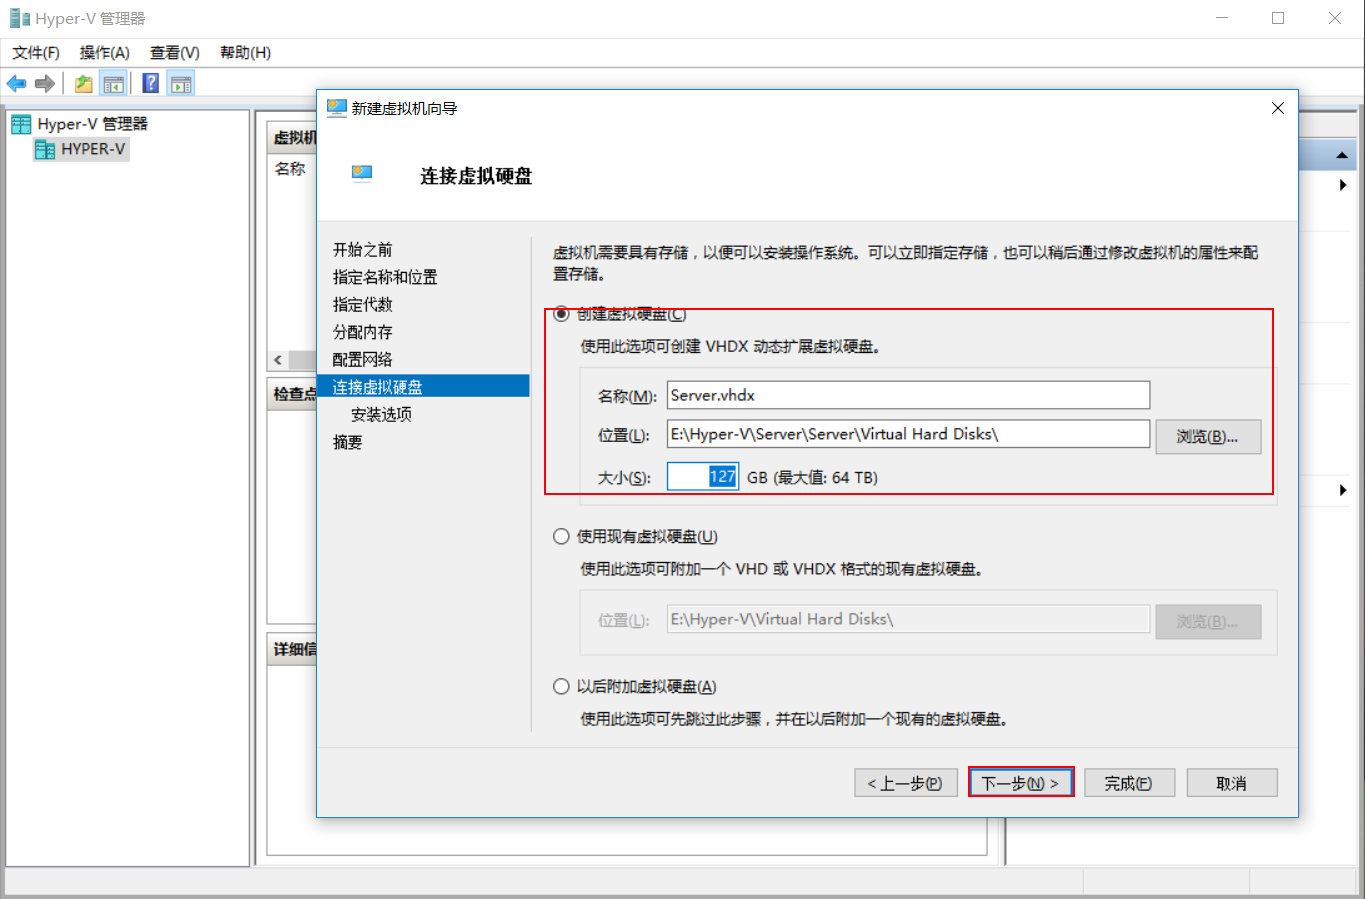 Hyper-V 管理器
文件(F) 操作(A) 查看(V) 帮助(H)
Hyper-V 管理器
HYPER-V
虚拟机
名称
检查点
详细信
新建虚拟机向导
连接虚拟硬盘
开始之前
指定名称和位置
指定代数
分配内存
配置网络
连接虚拟硬盘
安装选项
摘要
虚拟机需要具有存储，以便可以安装操作系统。可以立即指定存储，也可以稍后通过修改虚拟机的属性来配
置存储。
创建虚拟硬盘(C)
使用此选项可创建 VHDX 动态扩展虚拟硬盘。
名称(M): Server.vhdx
位置(L): E:\Hyper-V\Server\Server\Virtual Hard Disks\ 浏览(B)...
大小(S): 127 GB (最大值: 64 TB)
使用现有虚拟硬盘(U)
使用此选项可附加一个 VHD 或 VHDX 格式的现有虚拟硬盘。
位置(L): E:\Hyper-V\Virtual Hard Disks\ 浏览(B)...
以后附加虚拟硬盘(A)
使用此选项可先跳过此步骤，并在以后附加一个现有的虚拟硬盘。
< 上一步(P) 下一步(N) > 完成(F) 取消